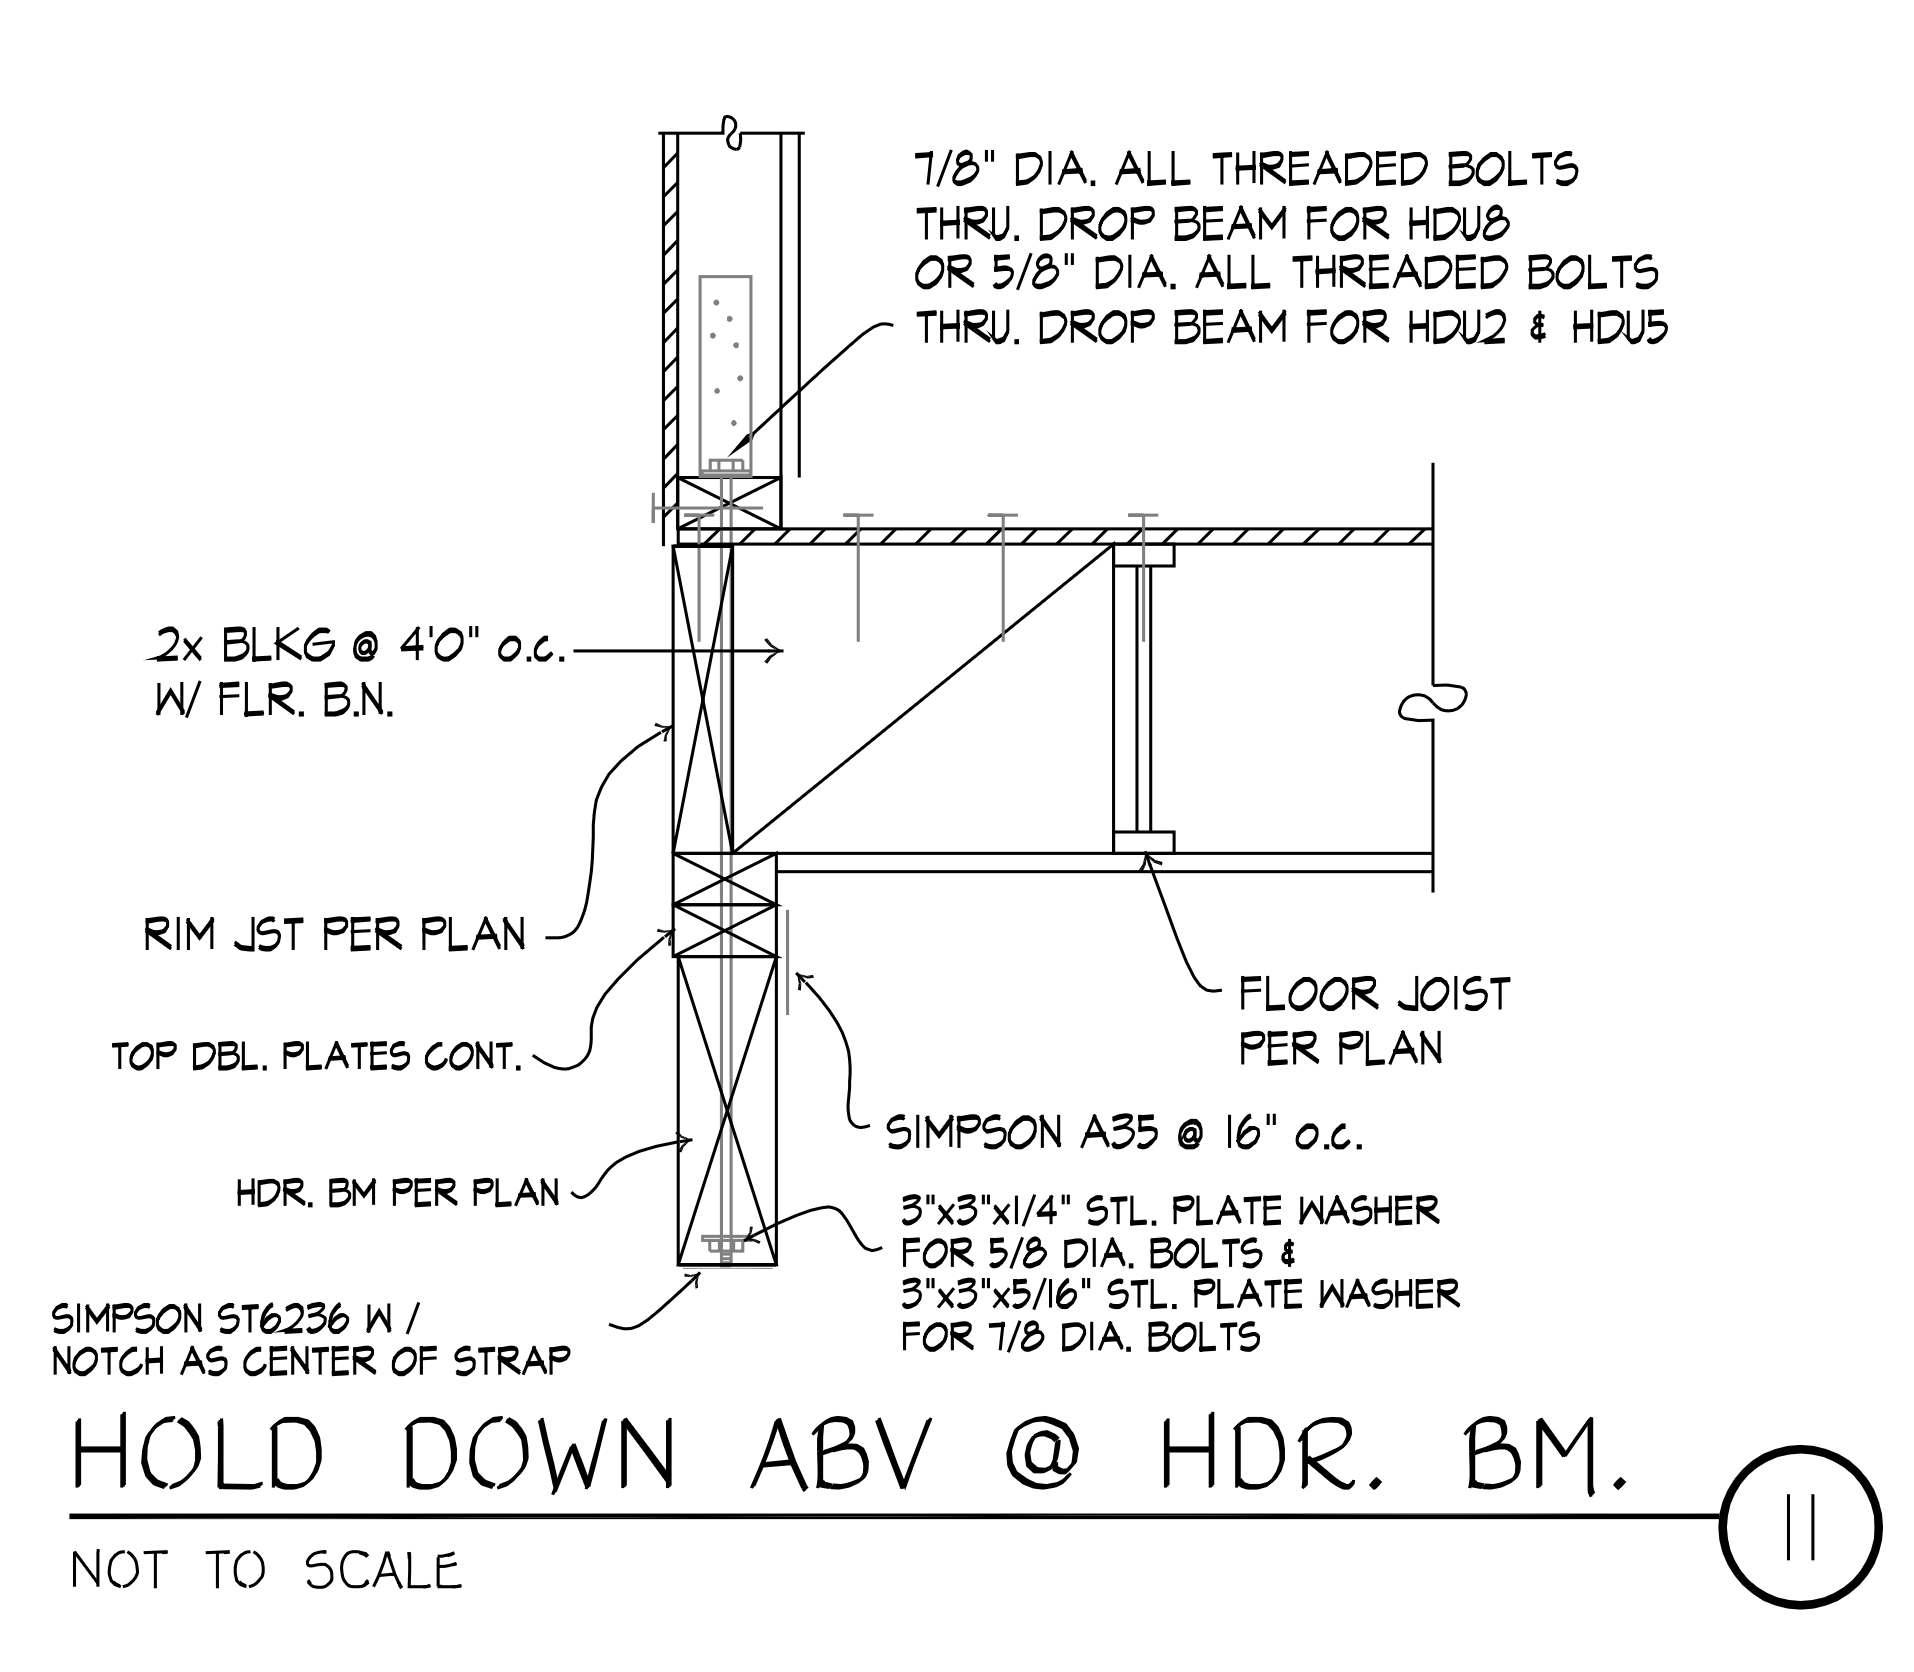 7/8" DIA. ALL THREADED BOLTS
THRU. DROP BEAM FOR HDU8
OR 5/8" DIA. ALL THREADED BOLTS
THRU. DROP BEAM FOR HDU2 & HDU5
2x BLKG @ 4'0" o.c.
W/ FLR. B.N.
RIM JST PER PLAN
FLOOR JOIST
PER PLAN
TOP DBL. PLATES CONT.
SIMPSON A35 @ 16" o.c.
HDR. BM PER PLAN
3"x3"x1/4" STL. PLATE WASHER
FOR 5/8 DIA. BOLTS &
3"x3"x5/16" STL. PLATE WASHER
FOR 7/8 DIA. BOLTS
SIMPSON ST6236 W /
NOTCH AS CENTER OF STRAP
HOLD DOWN ABV @ HDR. BM.
11
NOT TO SCALE